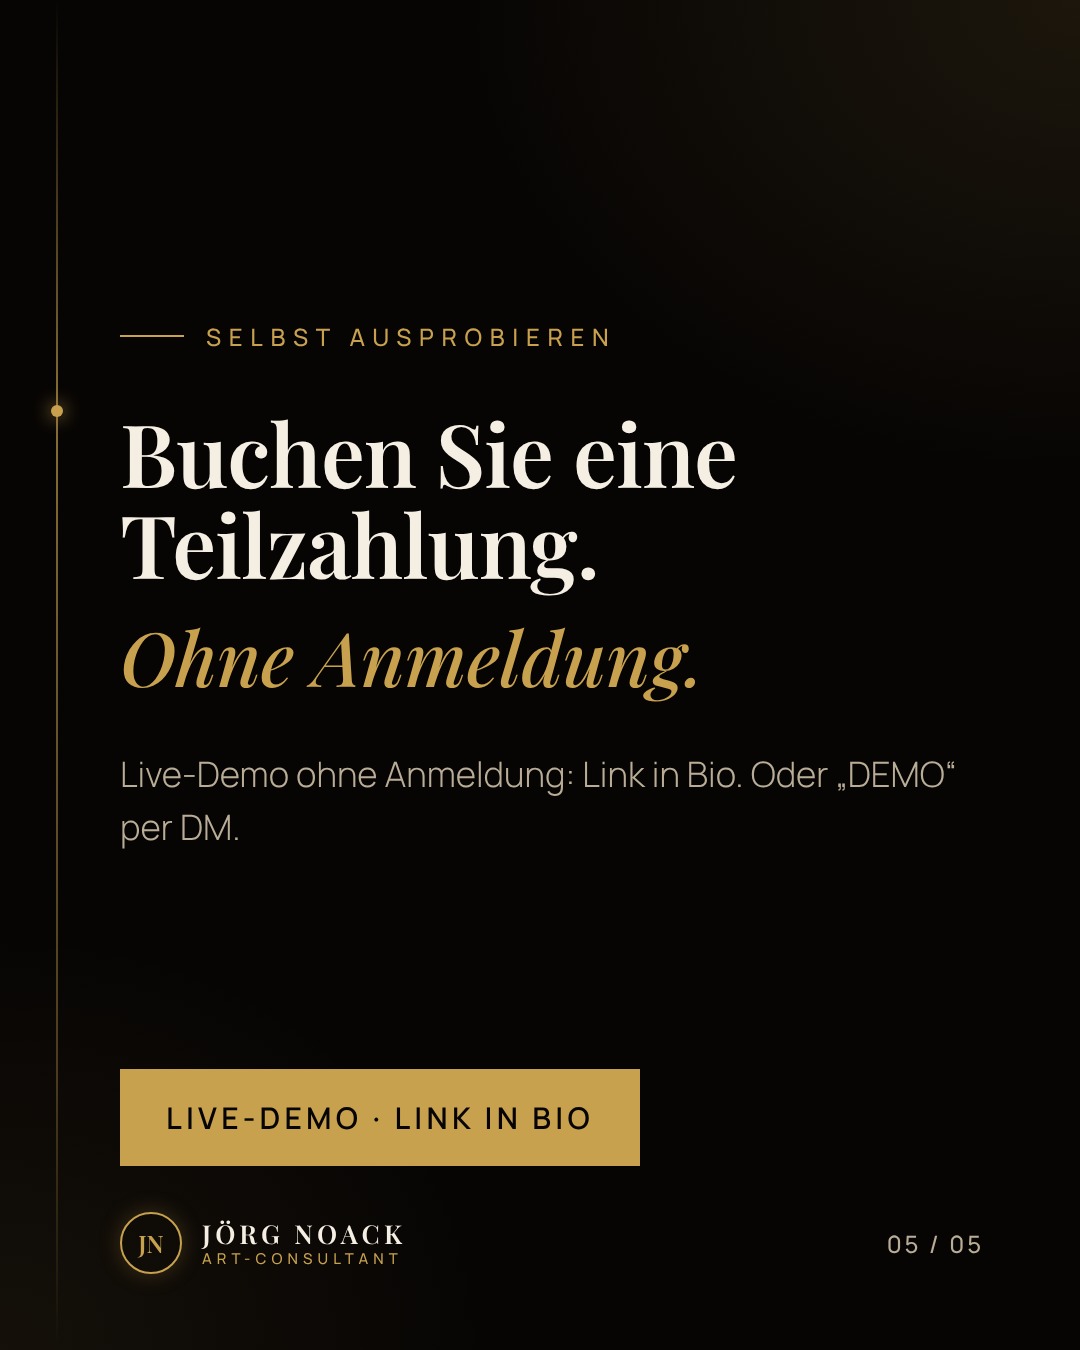 SELBST AUSPROBIEREN
Buchen Sie eine
Teilzahlung.
Ohne Anmeldung.
Live-Demo ohne Anmeldung: Link in Bio. Oder „DEMO“
per DM.
LIVE-DEMO · LINK IN BIO
JN
JÖRG NOACK
ART-CONSULTANT
05 / 05